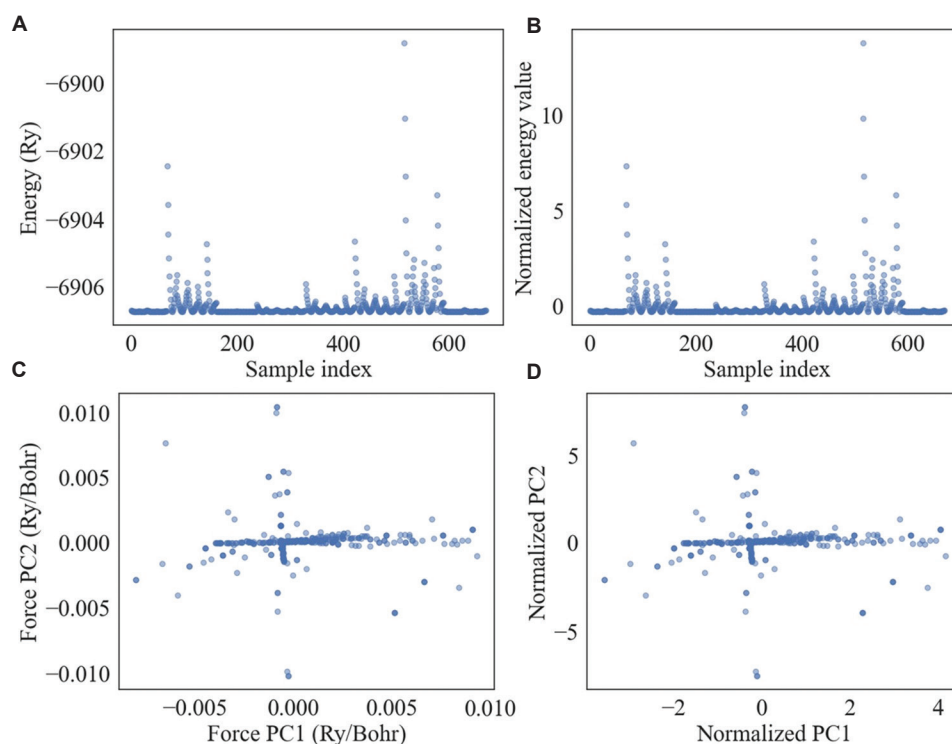 A
B
−6900
−6902
−6904
−6906
Energy (Ry)
0 200 400 600
Sample index
10
5
0
Normalized energy value
0 200 400 600
Sample index
C
D
0.010
0.005
0.000
−0.005
−0.010
Force PC2 (Ry/Bohr)
−0.005 0.000 0.005 0.010
Force PC1 (Ry/Bohr)
5
0
−5
Normalized PC2
−2 0 2 4
Normalized PC1